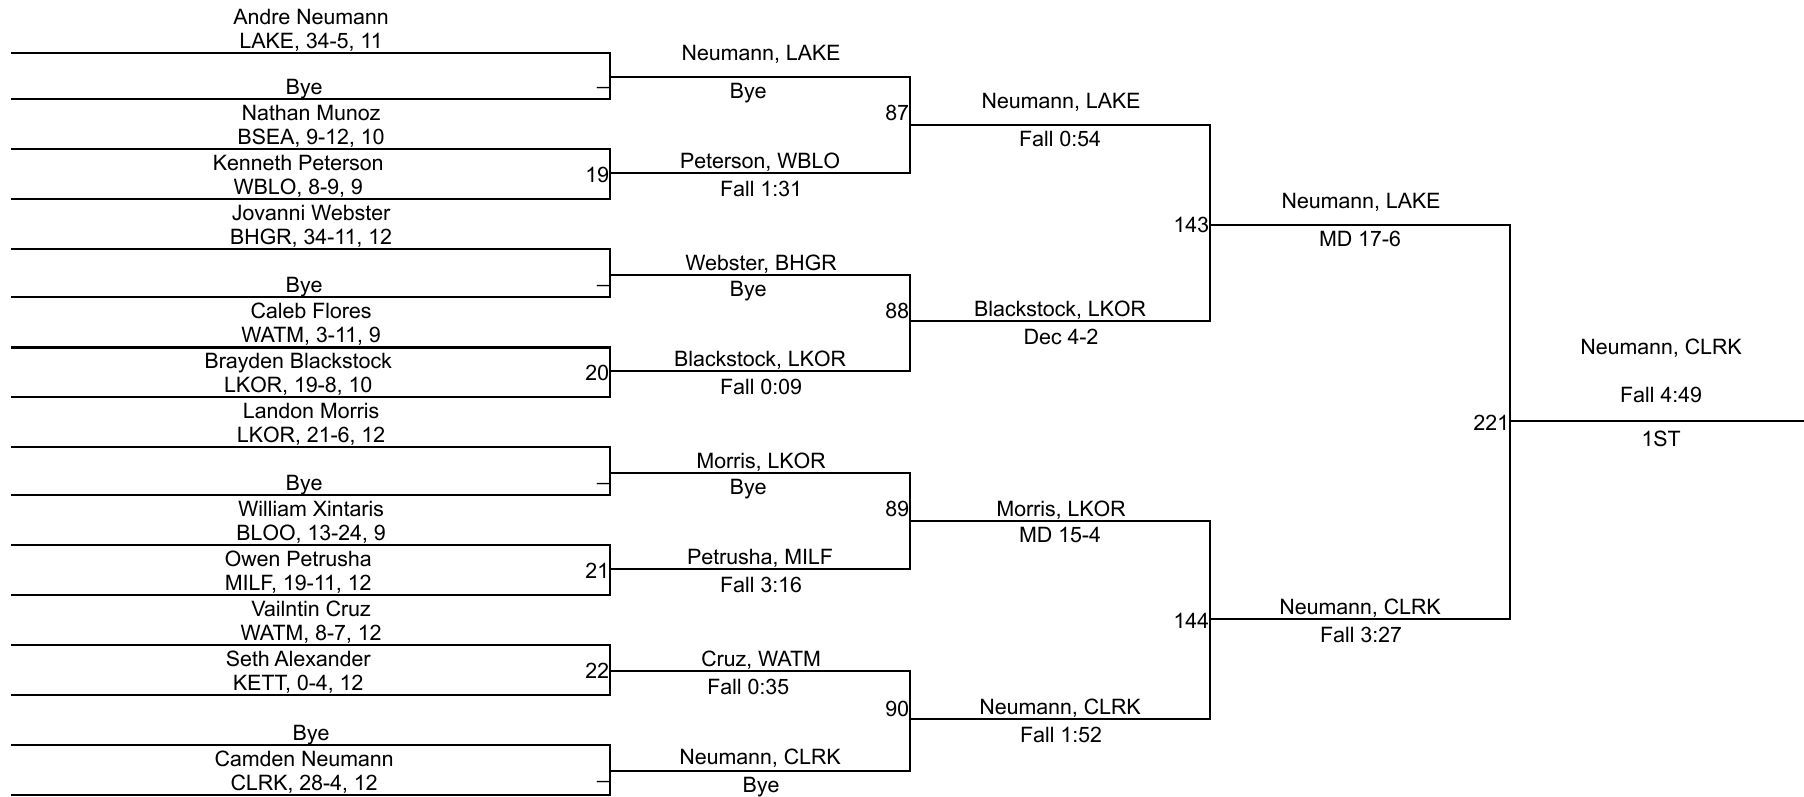 Andre Neumann
LAKE, 34-5, 11
Bye
Nathan Munoz
BSEA, 9-12, 10
Kenneth Peterson
WBLO, 8-9, 9
Jovanni Webster
BHGR, 34-11, 12
Bye
Caleb Flores
WATM, 3-11, 9
Brayden Blackstock
LKOR, 19-8, 10
Landon Morris
LKOR, 21-6, 12
Bye
William Xintaris
BLOO, 13-24, 9
Owen Petrusha
MILF, 19-11, 12
Vailntin Cruz
WATM, 8-7, 12
Seth Alexander
KETT, 0-4, 12
Bye
Camden Neumann
CLRK, 28-4, 12
–
19
–
20
–
21
22
–
Neumann, LAKE
Bye
Peterson, WBLO
Fall 1:31
Webster, BHGR
Bye
Blackstock, LKOR
Fall 0:09
Morris, LKOR
Bye
Petrusha, MILF
Fall 3:16
Cruz, WATM
Fall 0:35
Neumann, CLRK
Bye
87
88
89
90
Neumann, LAKE
Fall 0:54
Blackstock, LKOR
Dec 4-2
Morris, LKOR
MD 15-4
Neumann, CLRK
Fall 1:52
143
144
Neumann, LAKE
MD 17-6
Neumann, CLRK
Fall 3:27
221
Neumann, CLRK
Fall 4:49
1ST